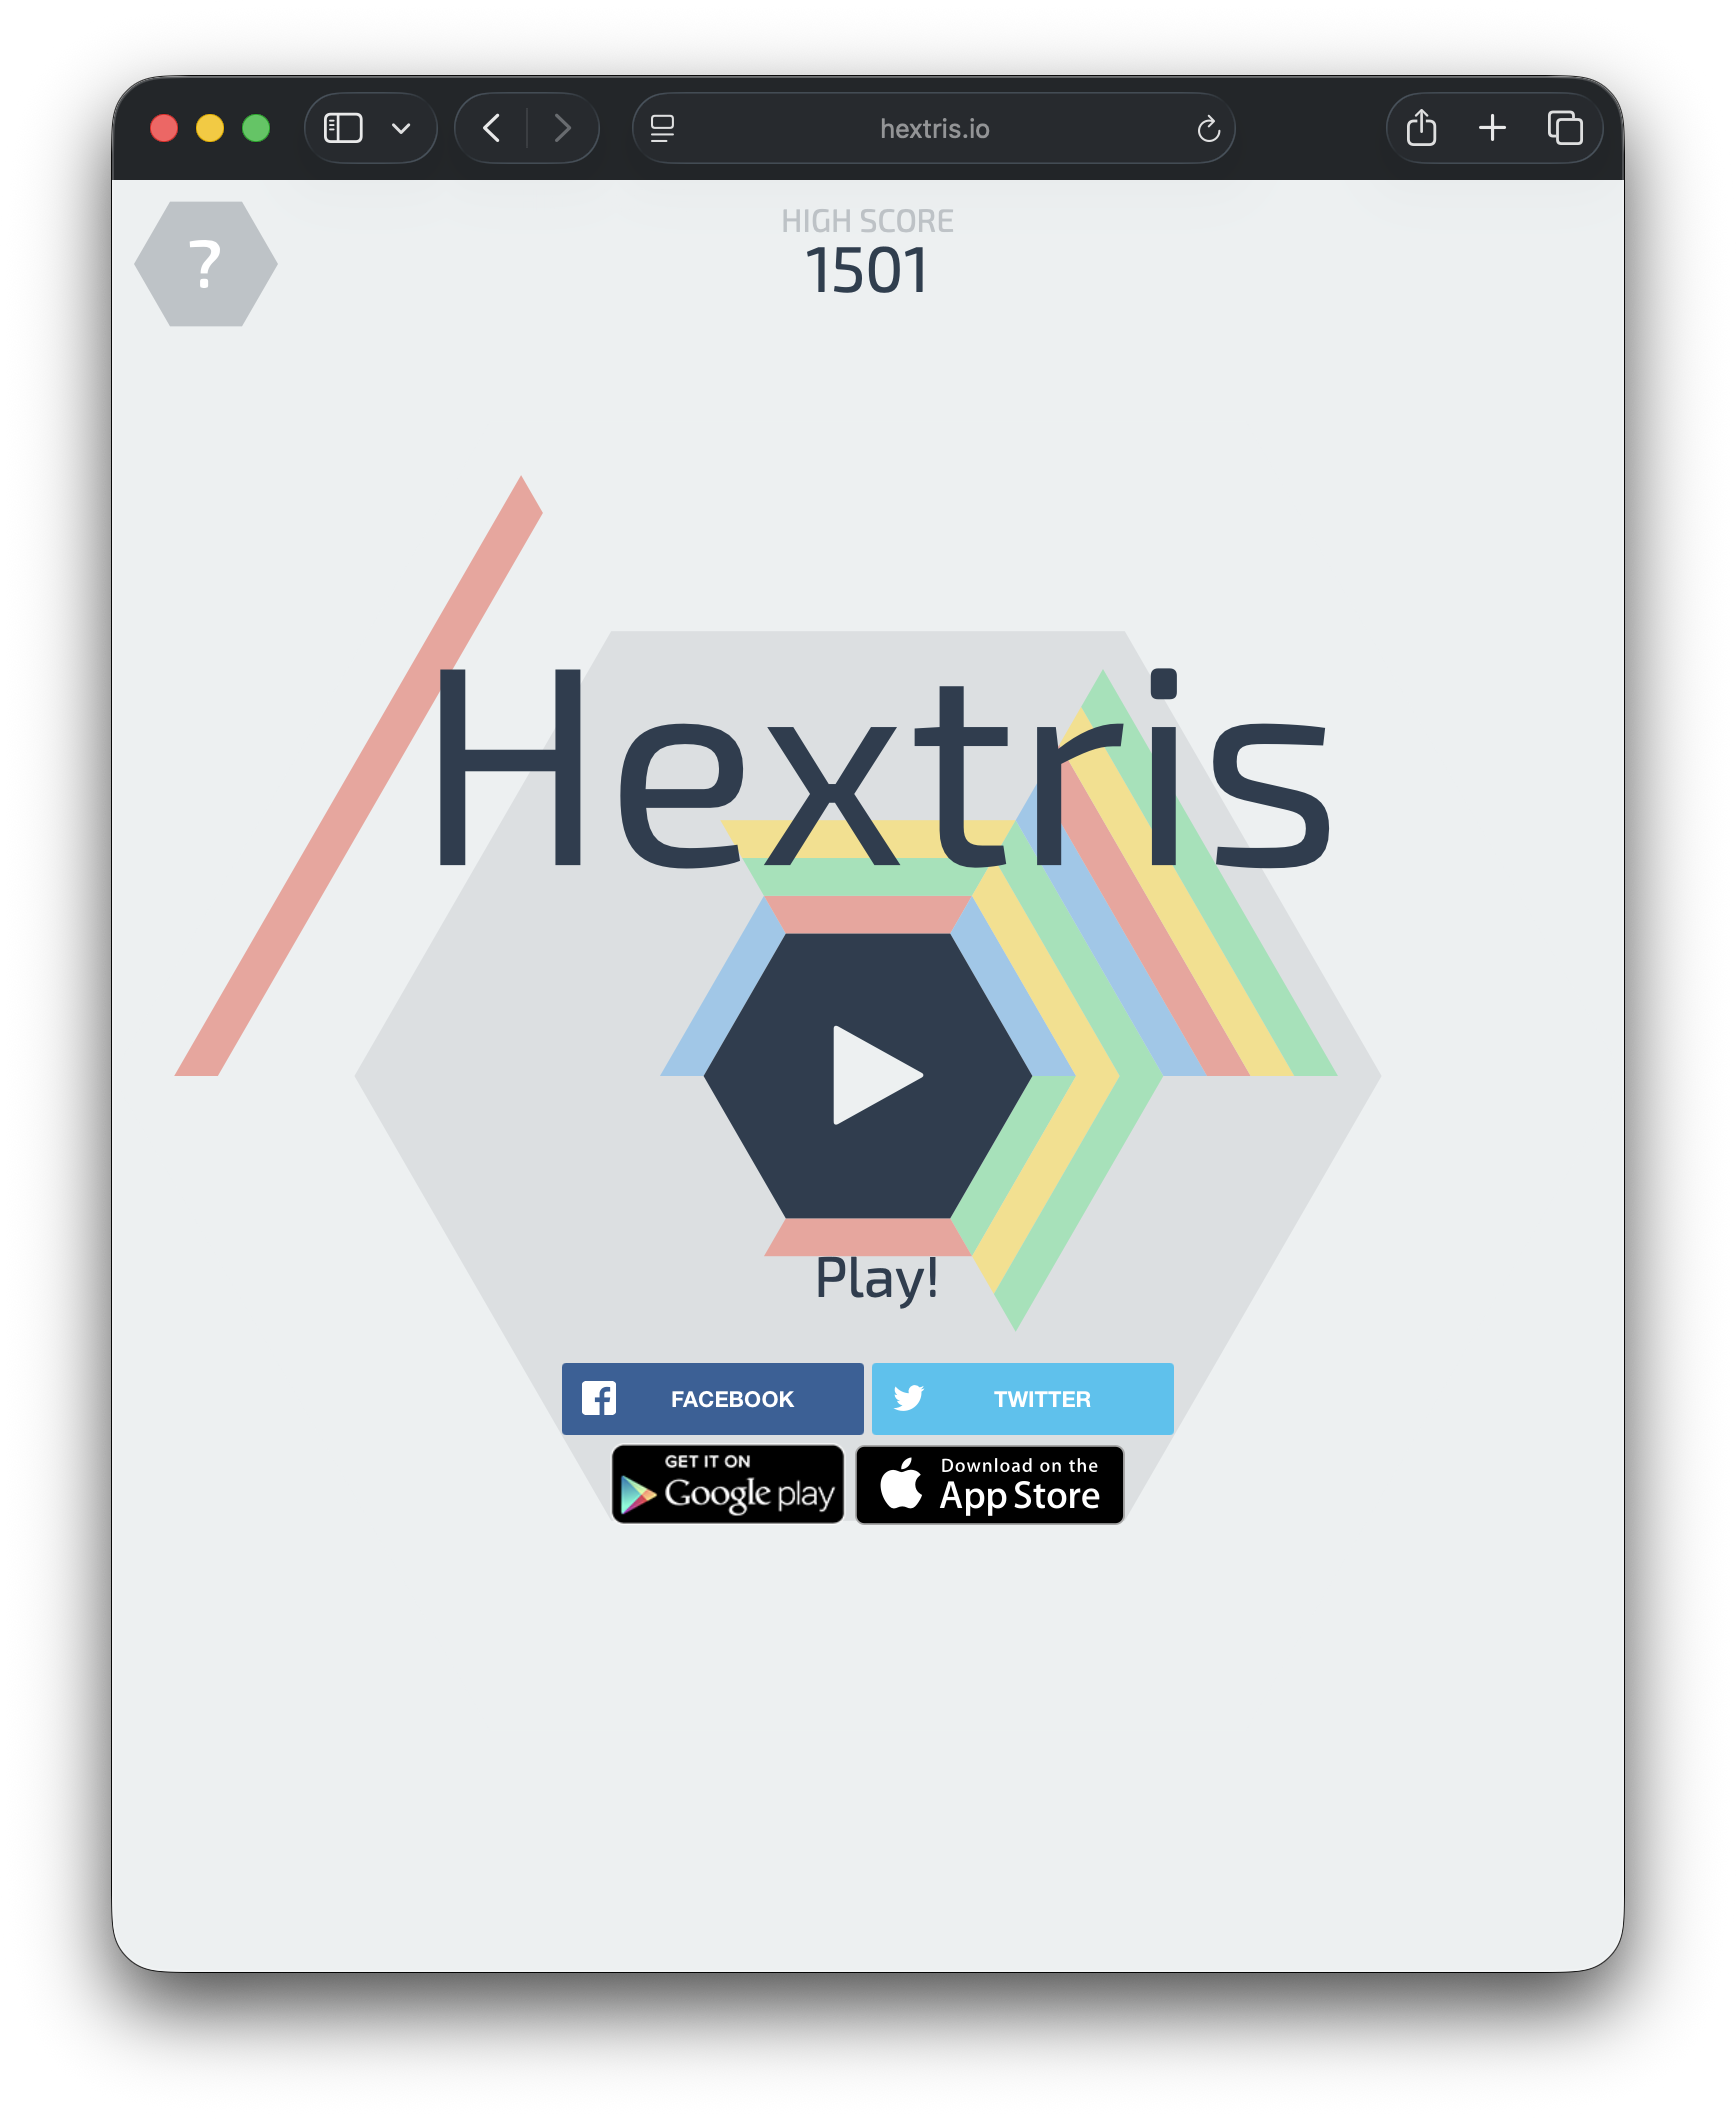 hextris.io
?
HIGH SCORE
1501
Hextris
Play!
FACEBOOK
TWITTER
GET IT ON
Google play
Download on the
App Store